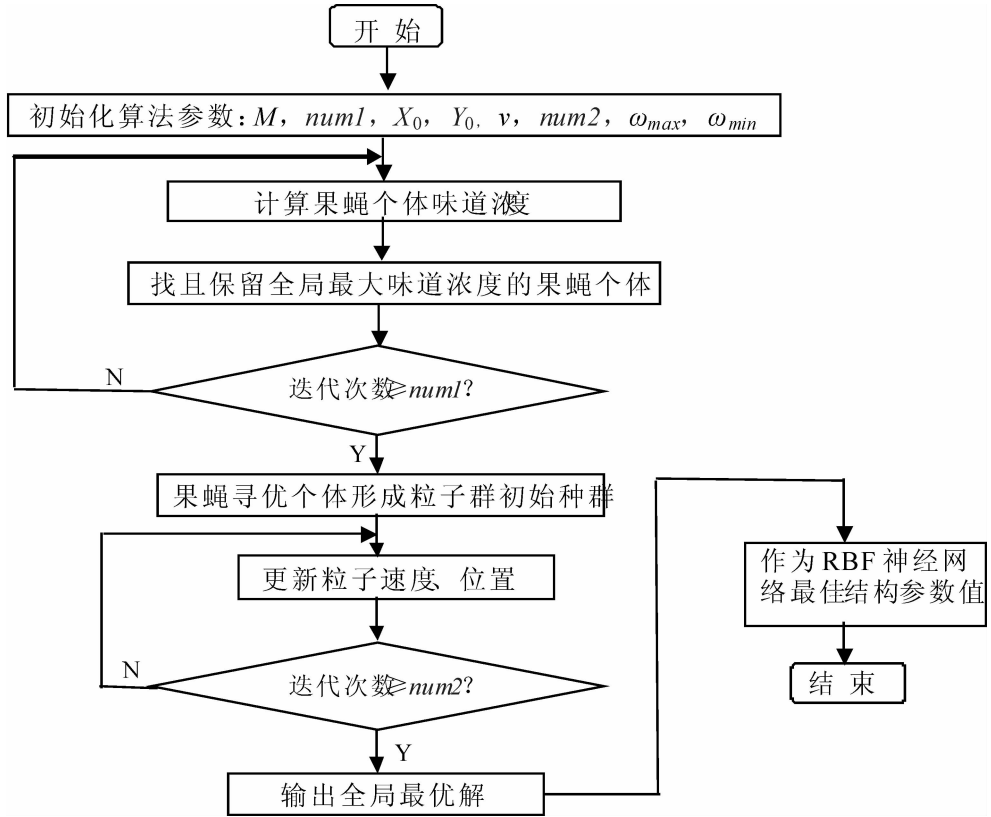 开 始
初始化算法参数:M, num1, X₀, Y₀, v, num2, ωmax, ωmin
计算果蝇个体味道浓度
找且保留全局最大味道浓度的果蝇个体
N
迭代次数≥num1?
Y
果蝇寻优个体形成粒子群初始种群
更新粒子速度、位置
N
迭代次数≥num2?
Y
输出全局最优解
作为RBF神经网
络最佳结构参数值
结 束